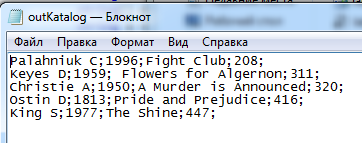 outKatalog — Блокнот
Файл Правка Формат Вид Справка
Palahniuk C;1996;Fight Club;208;
Keyes D;1959; Flowers for Algernon;311;
Christie A;1950;A Murder is Announced;320;
Ostin D;1813;Pride and Prejudice;416;
King S;1977;The Shine;447;